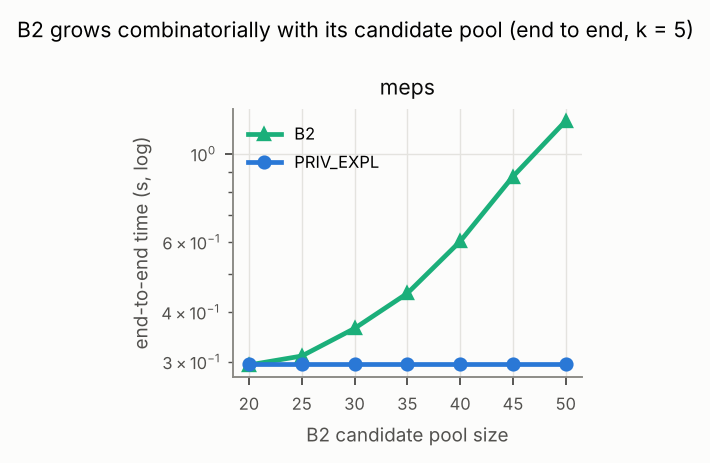 B2 grows combinatorially with its candidate pool (end to end, k = 5)
meps
B2
PRIV_EXPL
end-to-end time (s, log)
10⁰
6 × 10⁻¹
4 × 10⁻¹
3 × 10⁻¹
20 25 30 35 40 45 50
B2 candidate pool size